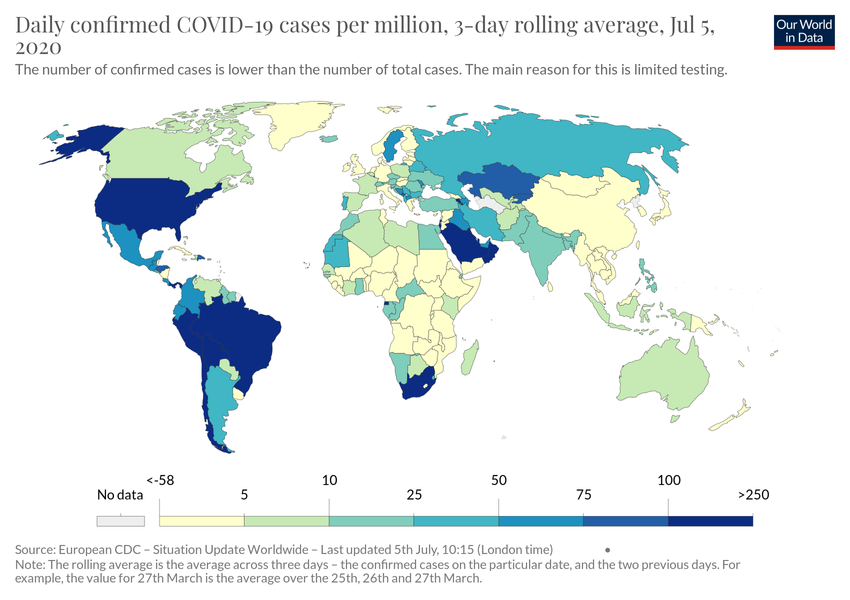 Daily confirmed COVID-19 cases per million, 3-day rolling average, Jul 5,
2020
Our World
in Data
The number of confirmed cases is lower than the number of total cases. The main reason for this is limited testing.
No data
<-58
5
10
25
50
75
100
>250
Source: European CDC – Situation Update Worldwide – Last updated 5th July, 10:15 (London time)
Note: The rolling average is the average across three days – the confirmed cases on the particular date, and the two previous days. For
example, the value for 27th March is the average over the 25th, 26th and 27th March.